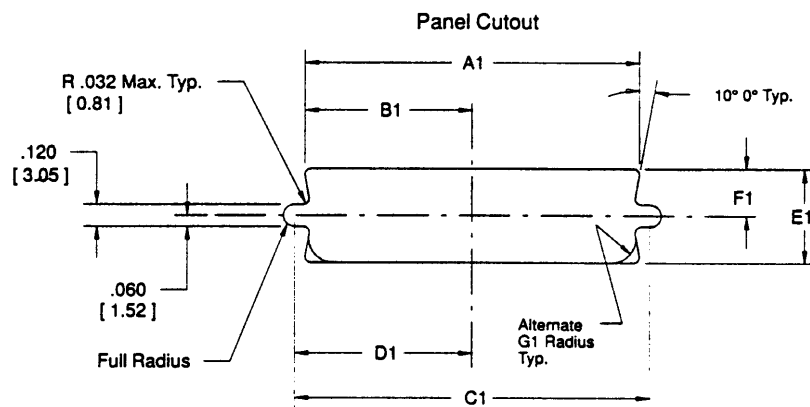 Panel Cutout
A1
R .032 Max. Typ.
[ 0.81 ]
10° 0° Typ.
B1
.120
[ 3.05 ]
F1
E1
.060
[ 1.52 ]
Alternate
G1 Radius
Typ.
Full Radius
D1
C1